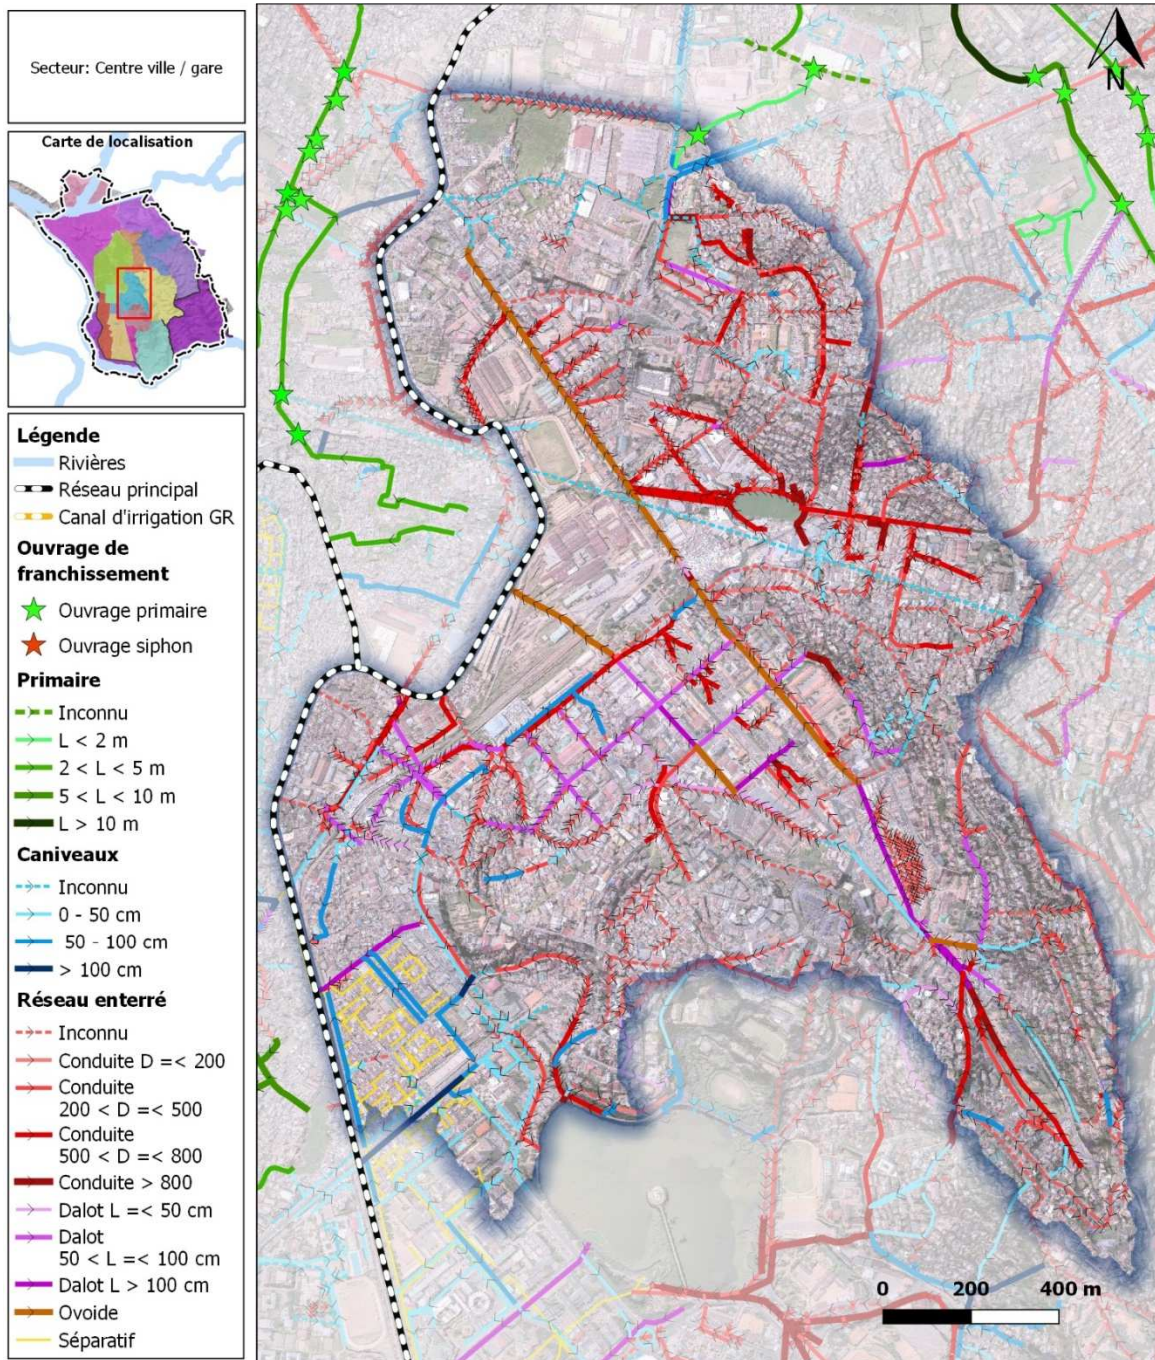 Secteur: Centre ville / gare
Carte de localisation
Légende
Rivières
Réseau principal
Canal d'irrigation GR
Ouvrage de
franchissement
Ouvrage primaire
Ouvrage siphon
Primaire
Inconnu
L < 2 m
2 < L < 5 m
5 < L < 10 m
L > 10 m
Caniveaux
Inconnu
0 - 50 cm
50 - 100 cm
> 100 cm
Réseau enterré
Inconnu
Conduite D =< 200
Conduite
200 < D =< 500
Conduite
500 < D =< 800
Conduite > 800
Dalot L =< 50 cm
Dalot
50 < L =< 100 cm
Dalot L > 100 cm
Ovoide
Séparatif
N
0 200 400 m